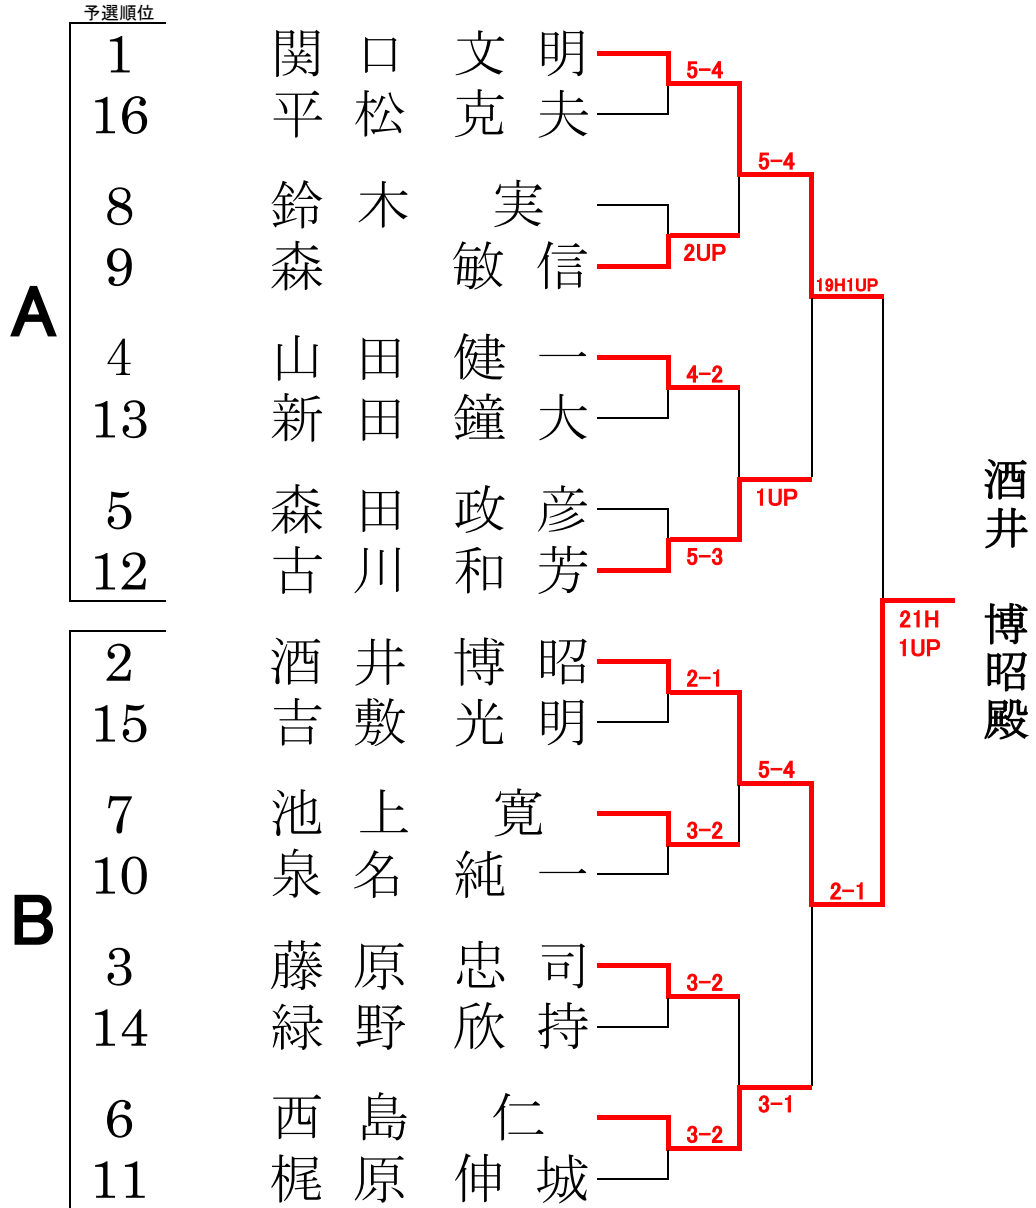 予選順位
A
1 関口 文明
16 平松 克夫
5-4
8 鈴木 実
9 森 敏信
2UP
5-4
4 山田 健一
13 新田 鐘大
4-2
5 森田 政彦
12 古川 和芳
5-3
1UP
19H1UP
B
2 酒井 博昭
15 吉敷 光明
2-1
7 池上 寛
10 泉名 純一
3-2
5-4
3 藤原 忠司
14 緑野 欣持
3-2
6 西島 仁
11 梶原 伸城
3-2
3-1
2-1
21H
1UP
酒井 博昭殿